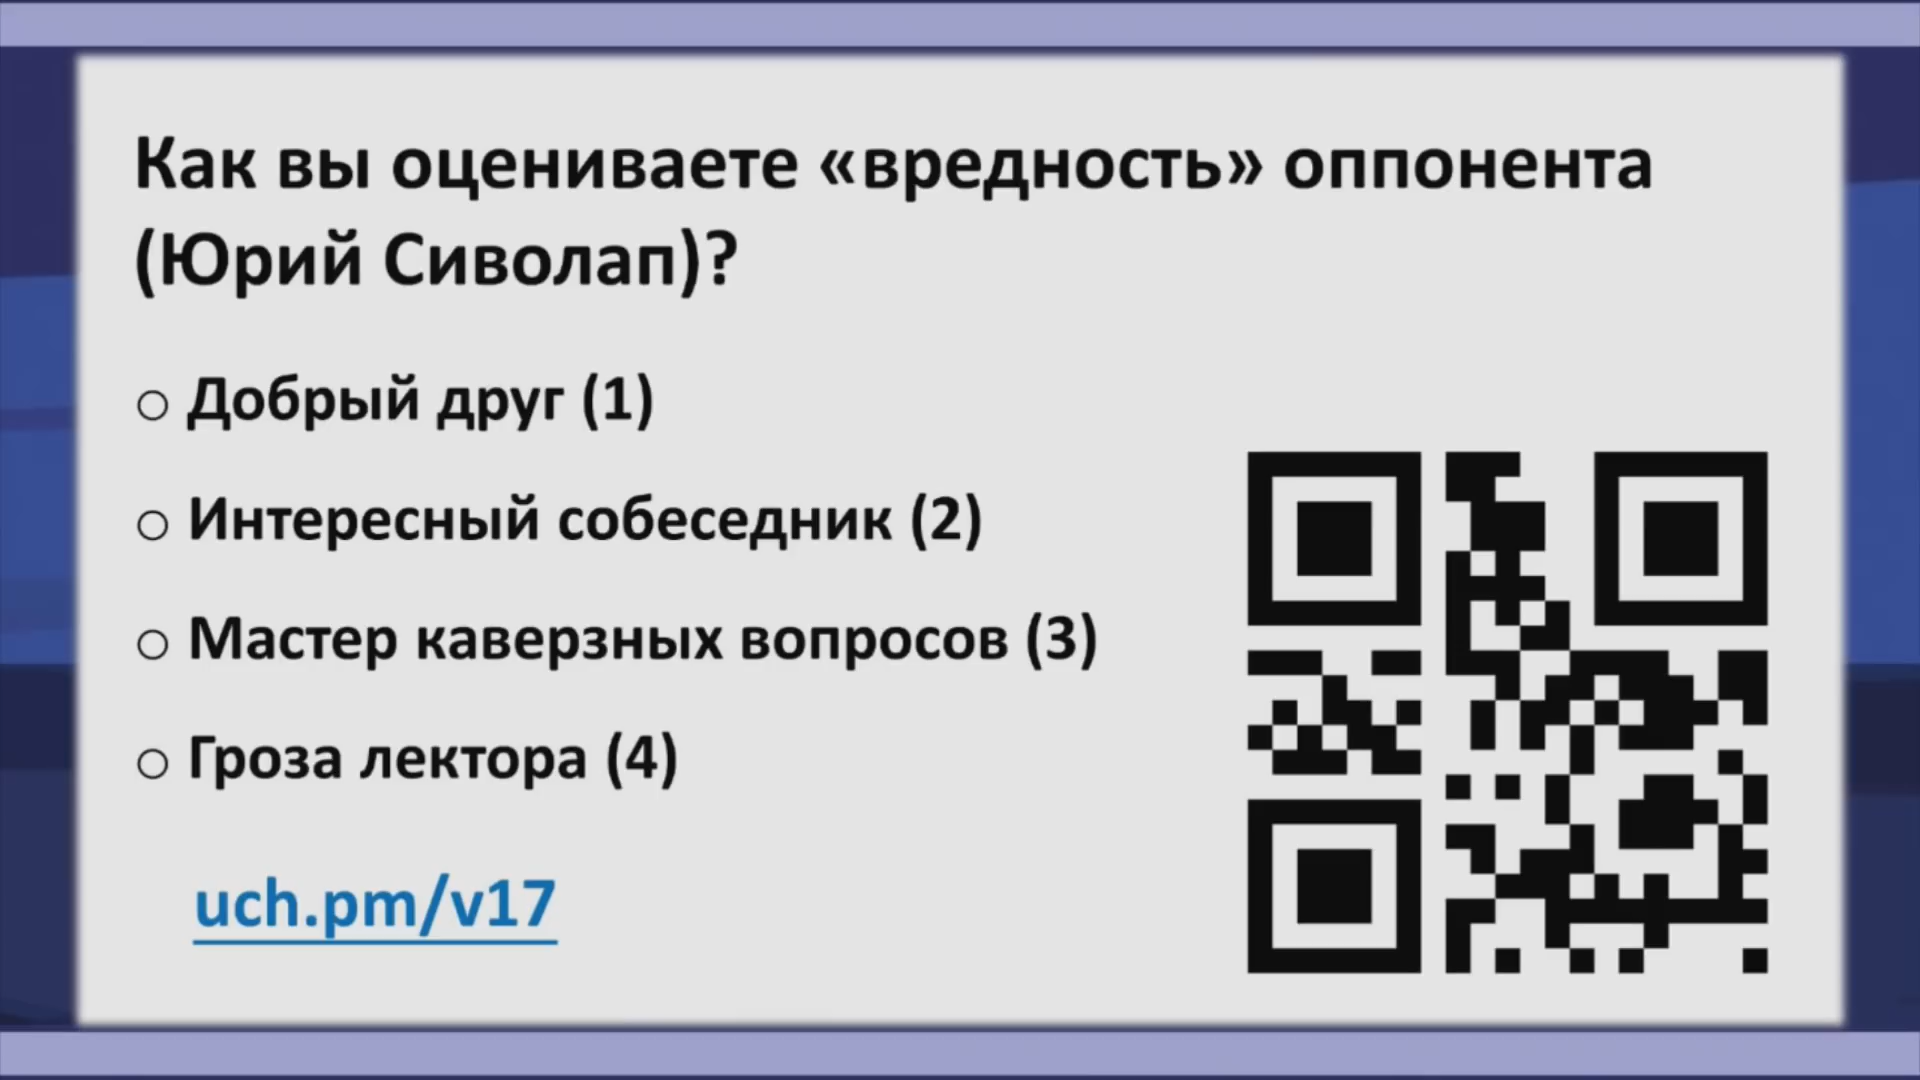 Как вы оцениваете «вредность» оппонента
(Юрий Сиволап)?
○ Добрый друг (1)
○ Интересный собеседник (2)
○ Мастер каверзных вопросов (3)
○ Гроза лектора (4)
uch.pm/v17